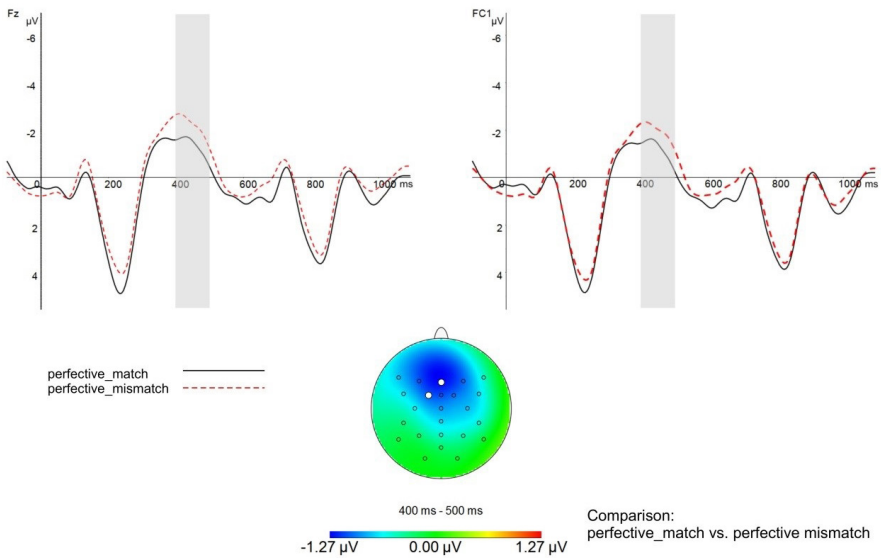 Fz
µV
-6
-4
-2
200 400 600 800 1000 ms
2
4
FC1
µV
-6
-4
-2
200 400 600 800 1000 ms
2
4
perfective_match
perfective_mismatch
400 ms - 500 ms
-1.27 µV 0.00 µV 1.27 µV
Comparison:
perfective_match vs. perfective mismatch